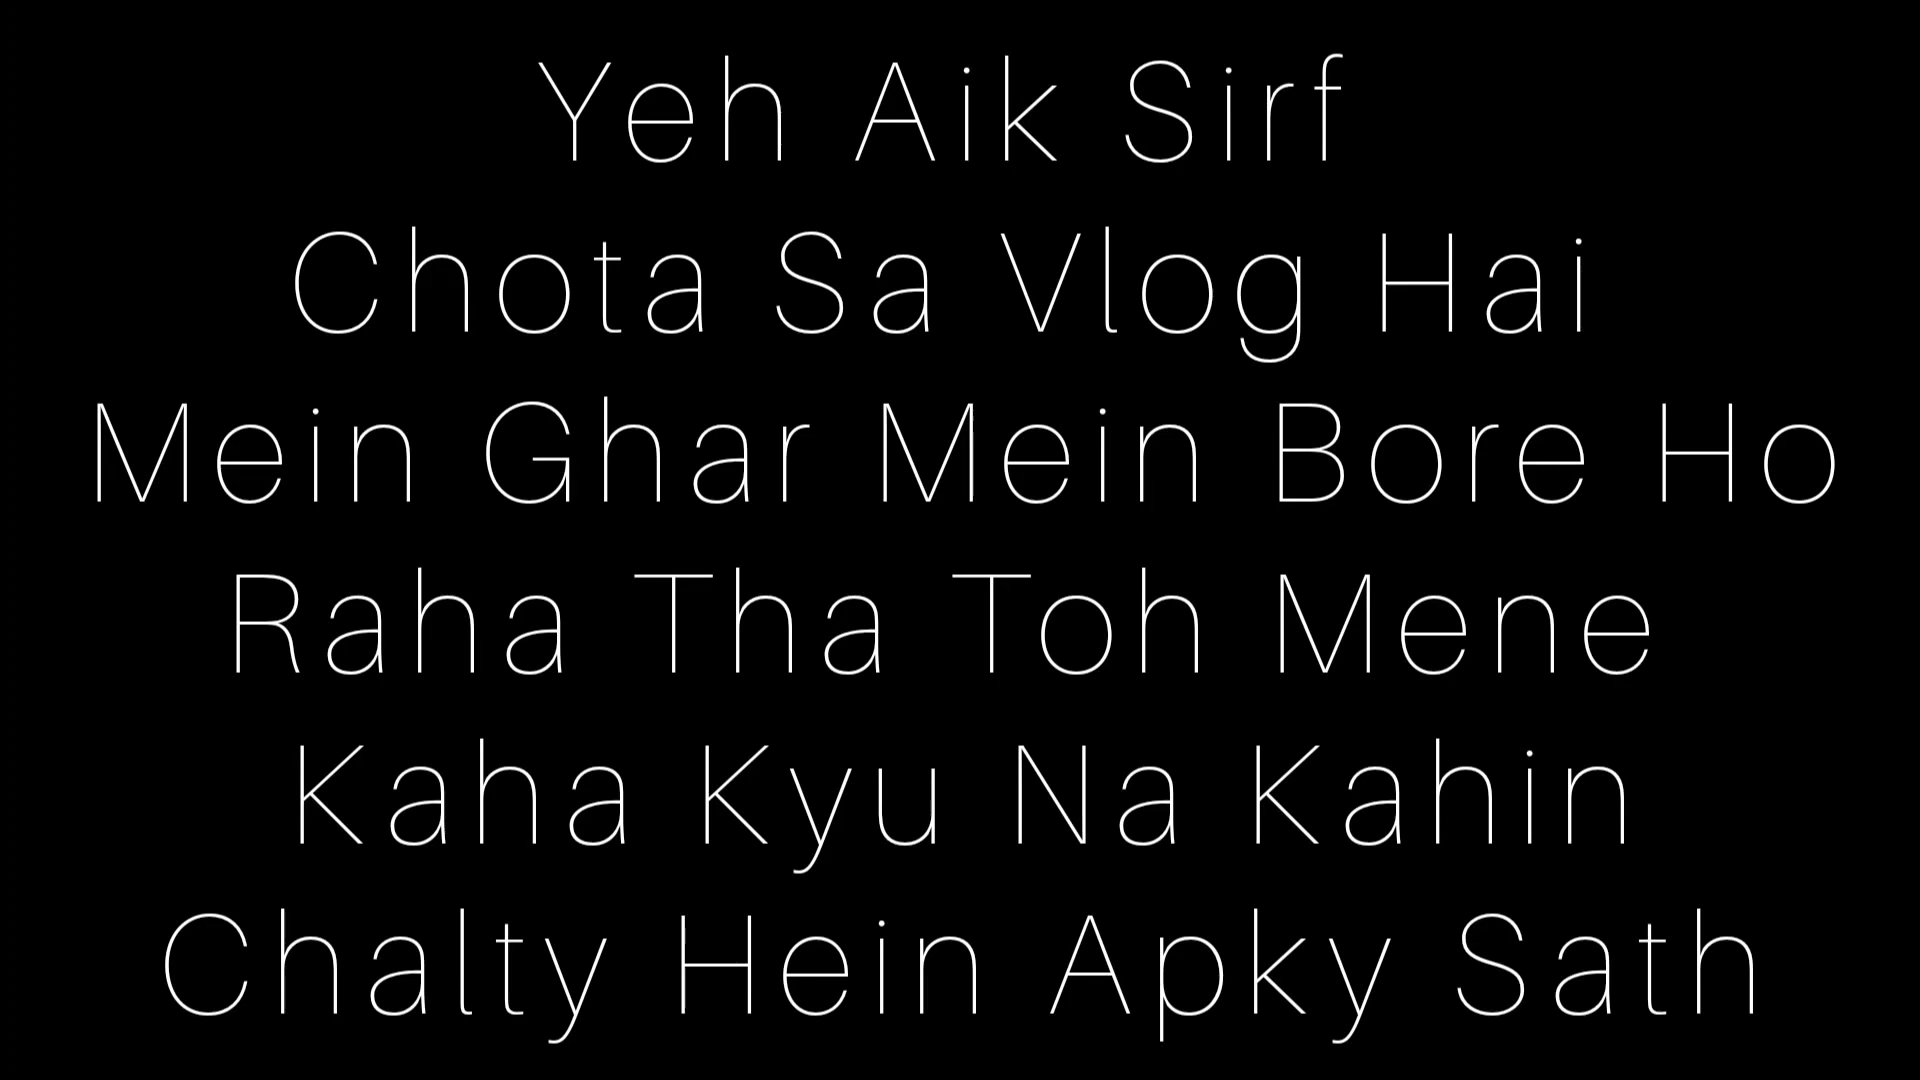 Yeh Aik Sirf
Chota Sa Vlog Hai
Mein Ghar Mein Bore Ho
Raha Tha Toh Mene
Kaha Kyu Na Kahin
Chalty Hein Apky Sath